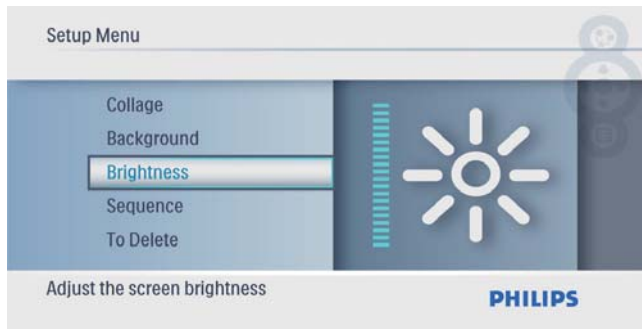 Setup Menu
Collage
Background
Brightness
Sequence
To Delete
Adjust the screen brightness
PHILIPS